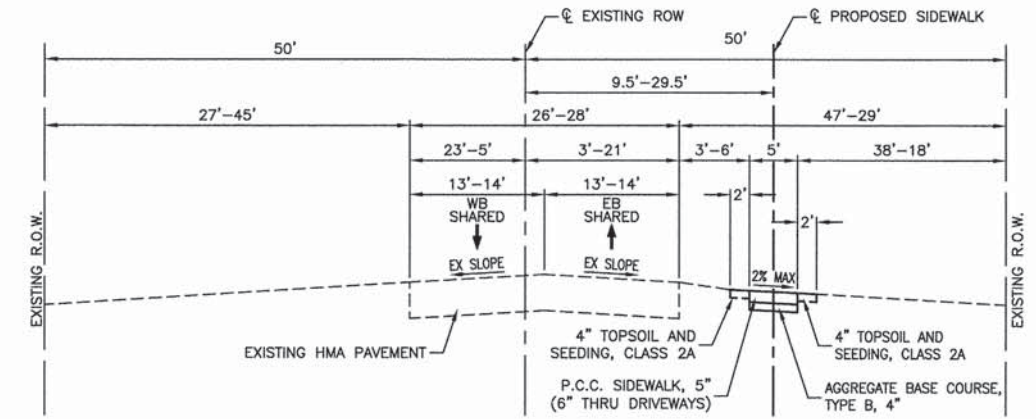 ℄ EXISTING ROW
℄ PROPOSED SIDEWALK
50'
50'
9.5'-29.5'
27'-45'
26'-28'
47'-29'
23'-5'
3'-21'
3'-6'
5'
38'-18'
13'-14'
13'-14'
2'
2'
WB
SHARED
EB
SHARED
EX SLOPE
EX SLOPE
2% MAX
EXISTING R.O.W.
EXISTING R.O.W.
EXISTING HMA PAVEMENT
4" TOPSOIL AND
SEEDING, CLASS 2A
4" TOPSOIL AND
SEEDING, CLASS 2A
P.C.C. SIDEWALK, 5"
(6" THRU DRIVEWAYS)
AGGREGATE BASE COURSE,
TYPE B, 4"